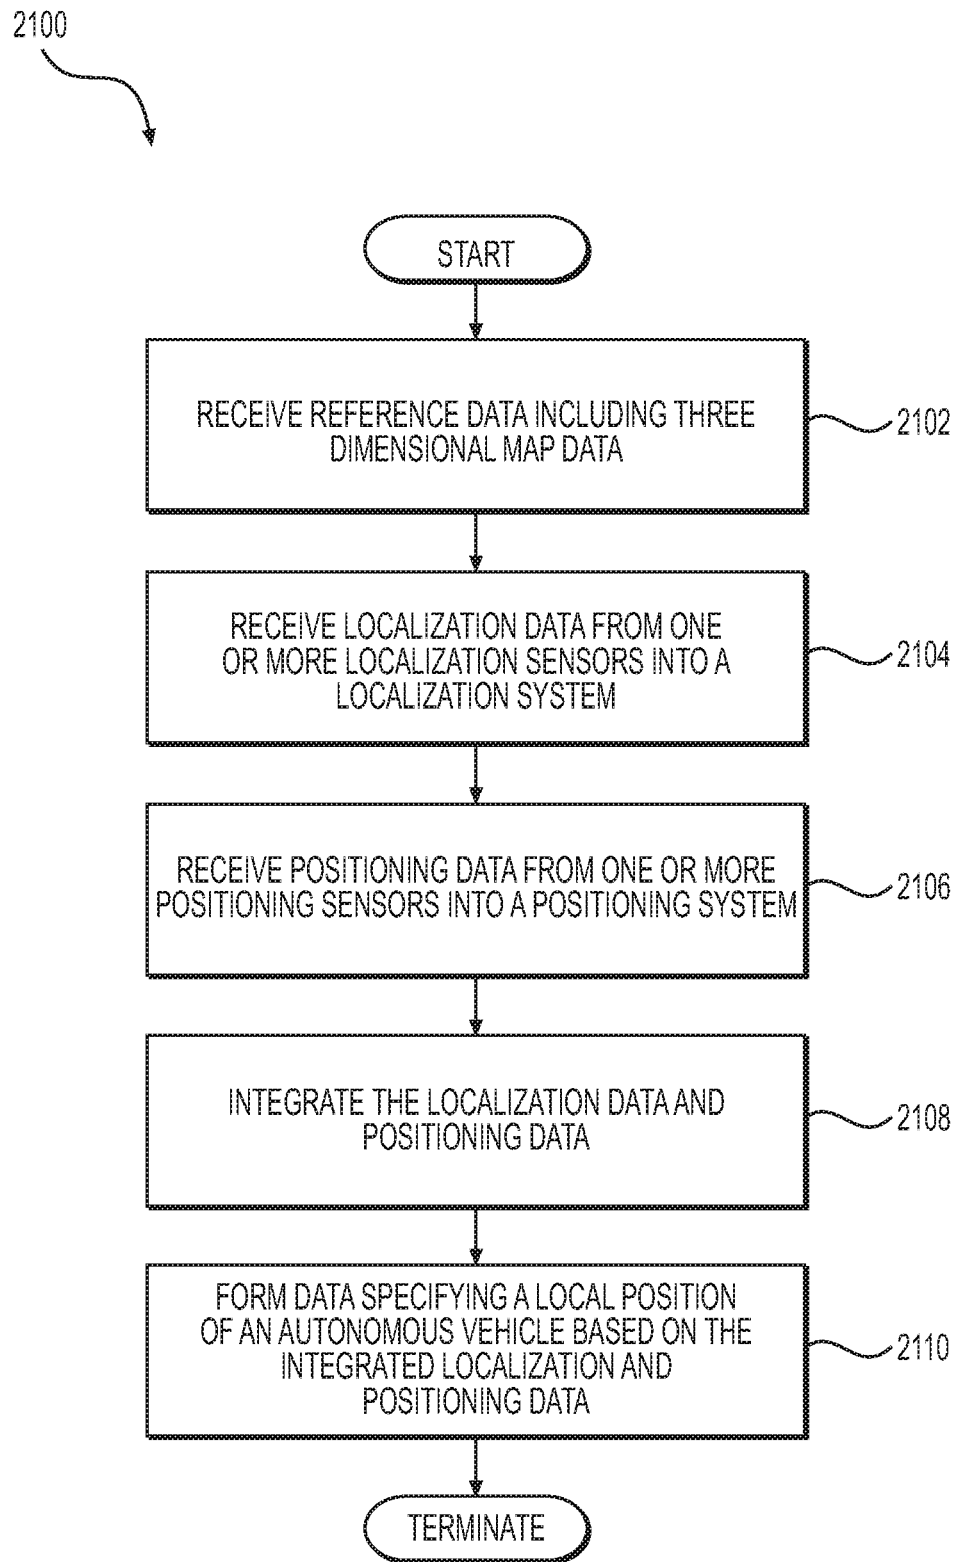 2100
START
RECEIVE REFERENCE DATA INCLUDING THREE
DIMENSIONAL MAP DATA
2102
RECEIVE LOCALIZATION DATA FROM ONE
OR MORE LOCALIZATION SENSORS INTO A
LOCALIZATION SYSTEM
2104
RECEIVE POSITIONING DATA FROM ONE OR MORE
POSITIONING SENSORS INTO A POSITIONING SYSTEM
2106
INTEGRATE THE LOCALIZATION DATA AND
POSITIONING DATA
2108
FORM DATA SPECIFYING A LOCAL POSITION
OF AN AUTONOMOUS VEHICLE BASED ON THE
INTEGRATED LOCALIZATION AND
POSITIONING DATA
2110
TERMINATE